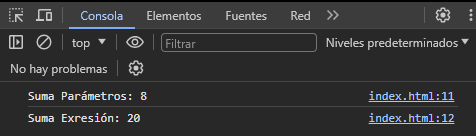 Consola Elementos Fuentes Red »
top Filtrar Niveles predeterminados
No hay problemas
Suma Parámetros: 8 index.html:11
Suma Exresión: 20 index.html:12